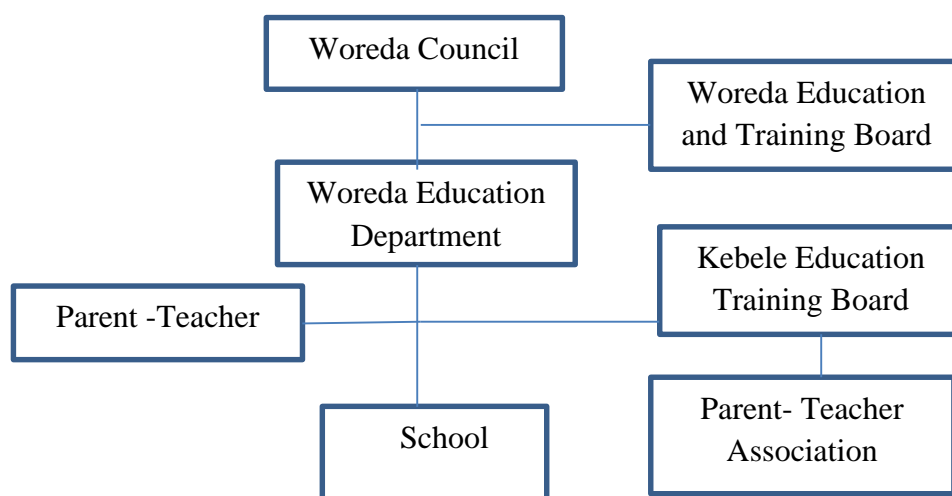 Woreda Council
Woreda Education
and Training Board
Woreda Education
Department
Kebele Education
Training Board
Parent -Teacher
School
Parent- Teacher
Association